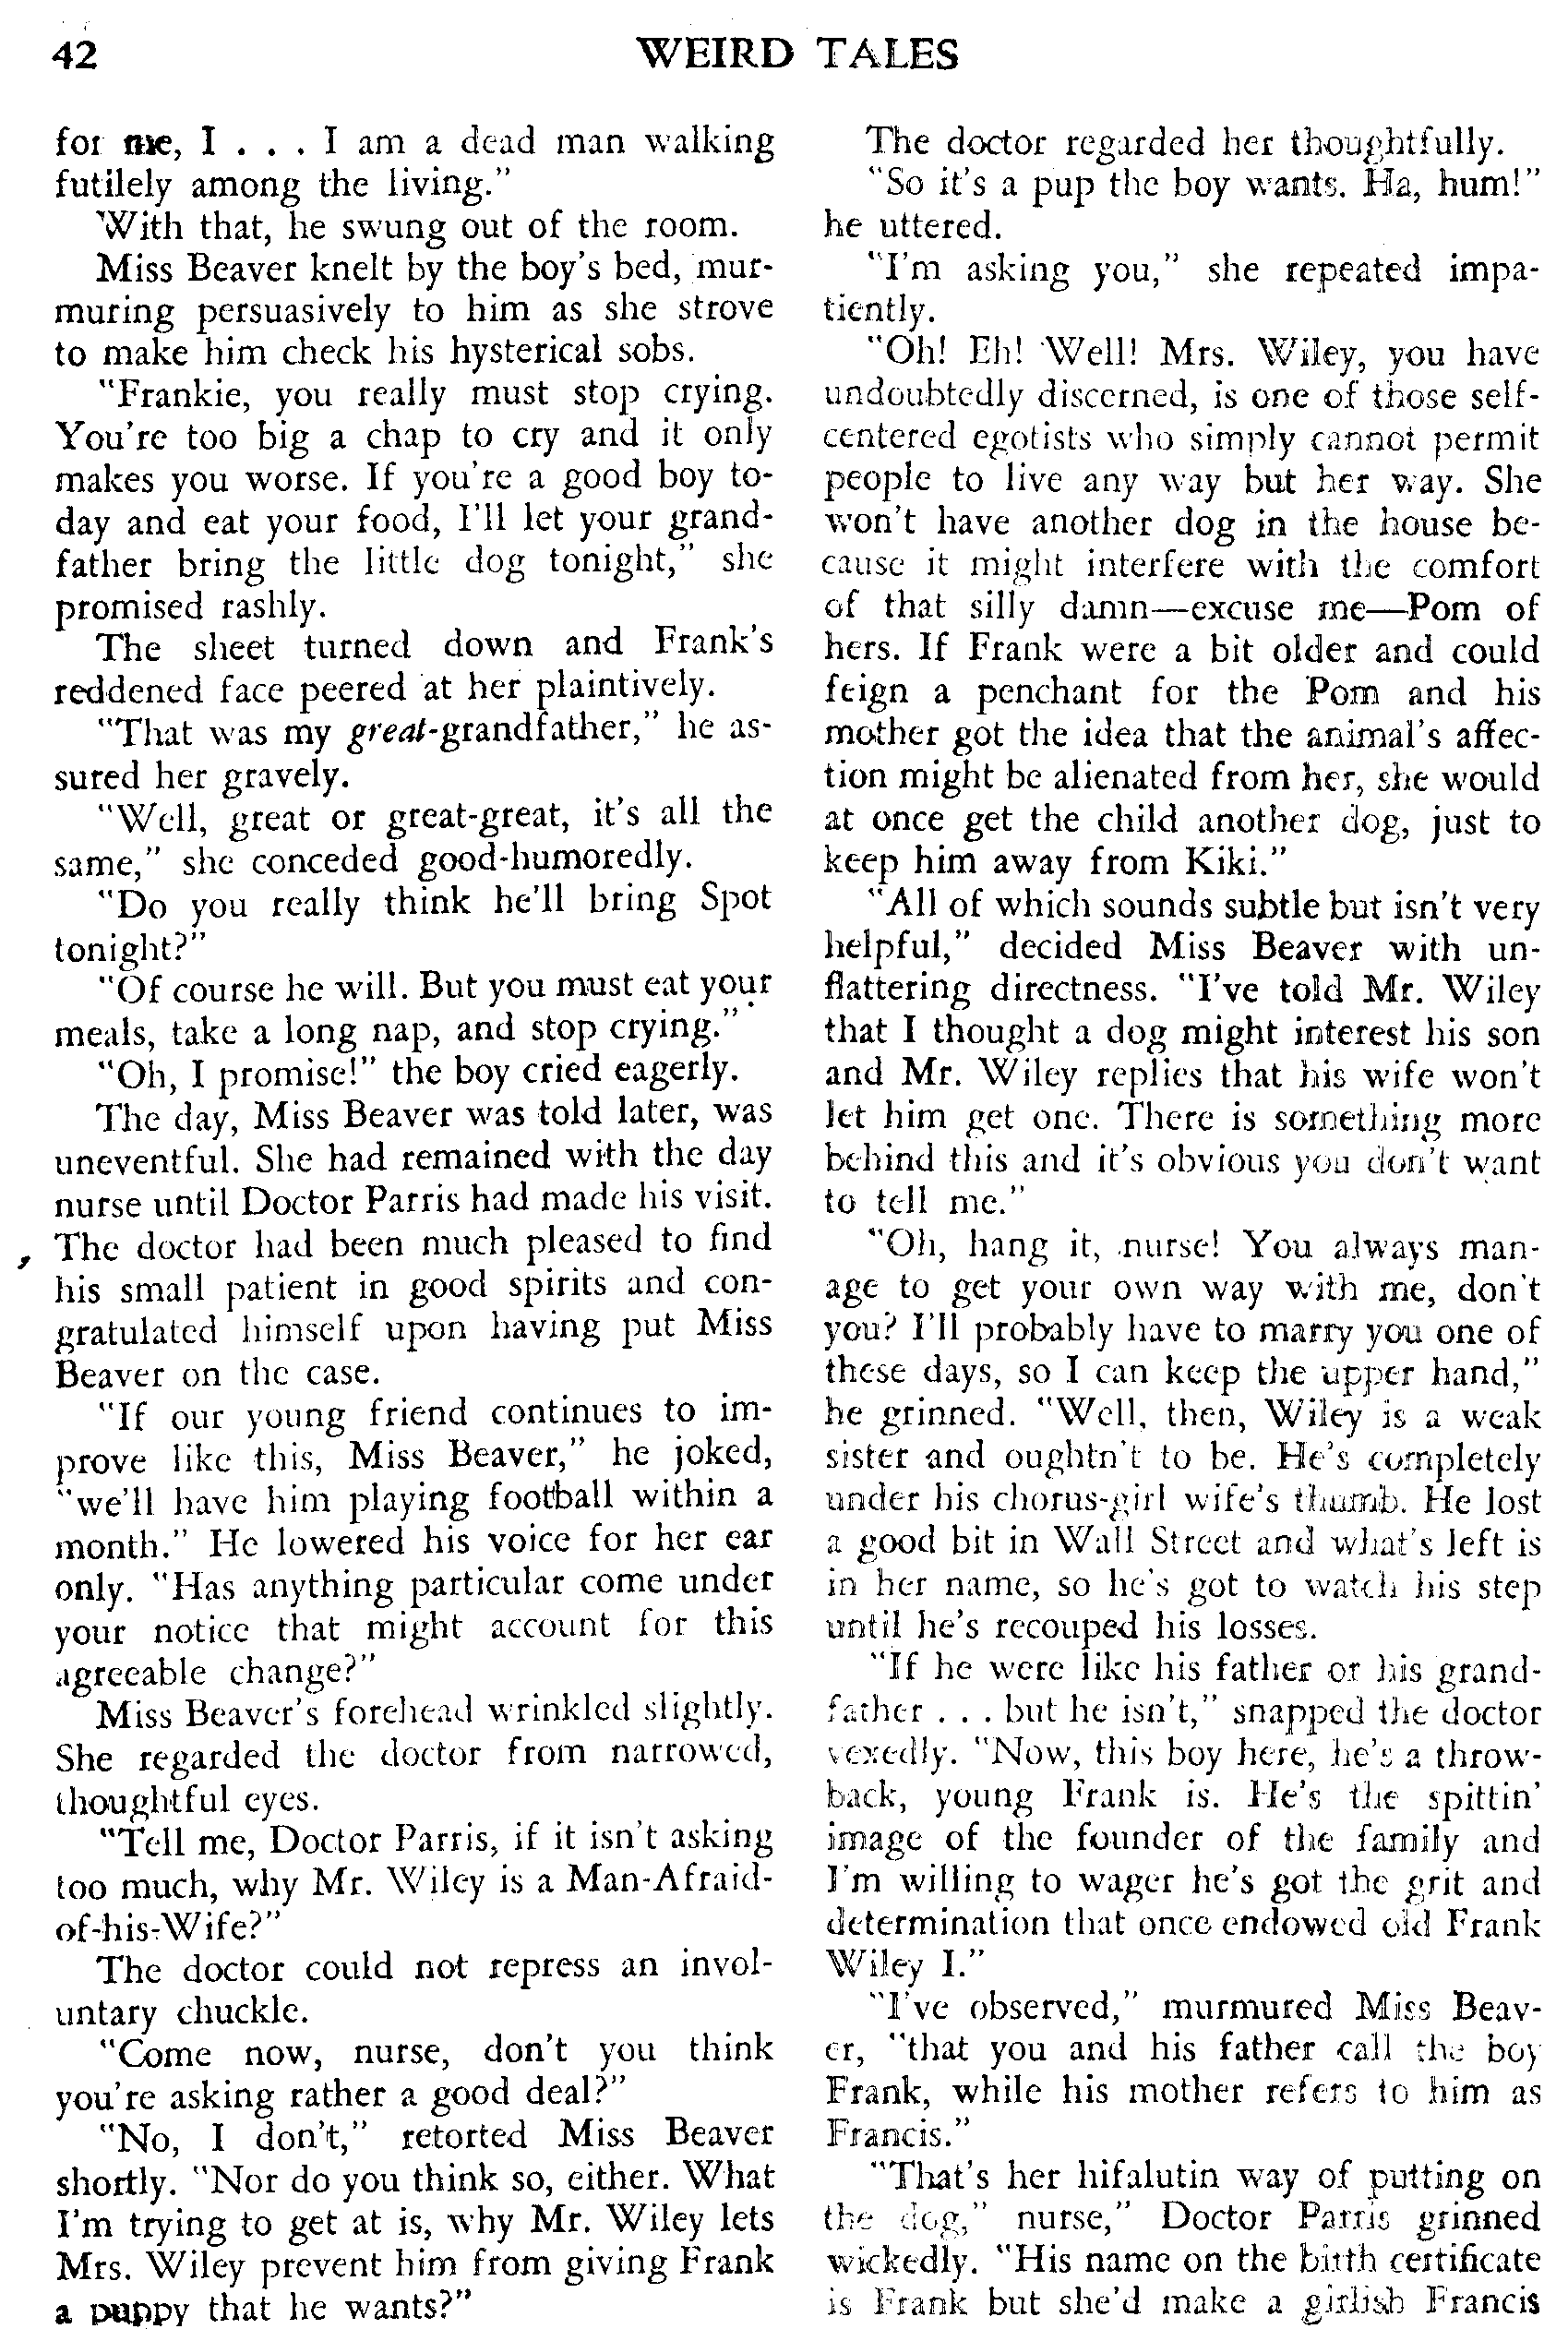 42
WEIRD TALES
for me, I . . . I am a dead man walking
futilely among the living."
With that, he swung out of the room.
Miss Beaver knelt by the boy's bed, mur-
muring persuasively to him as she strove
to make him check his hysterical sobs.
"Frankie, you really must stop crying.
You're too big a chap to cry and it only
makes you worse. If you're a good boy to-
day and eat your food, I'll let your grand-
father bring the little dog tonight," she
promised rashly.
The sheet turned down and Frank's
reddened face peered at her plaintively.
"That was my great-grandfather," he as-
sured her gravely.
"Well, great or great-great, it's all the
same," she conceded good-humoredly.
"Do you really think he'll bring Spot
tonight?"
"Of course he will. But you must eat your
meals, take a long nap, and stop crying."
"Oh, I promise!" the boy cried eagerly.
The day, Miss Beaver was told later, was
uneventful. She had remained with the day
nurse until Doctor Parris had made his visit.
The doctor had been much pleased to find
his small patient in good spirits and con-
gratulated himself upon having put Miss
Beaver on the case.
"If our young friend continues to im-
prove like this, Miss Beaver," he joked,
"we'll have him playing football within a
month." He lowered his voice for her ear
only. "Has anything particular come under
your notice that might account for this
agreeable change?"
Miss Beaver's forehead wrinkled slightly.
She regarded the doctor from narrowed,
thoughtful eyes.
"Tell me, Doctor Parris, if it isn't asking
too much, why Mr. Wiley is a Man-Afraid-
of-his-Wife?"
The doctor could not repress an invol-
untary chuckle.
"Come now, nurse, don't you think
you're asking rather a good deal?"
"No, I don't," retorted Miss Beaver
shortly. "Nor do you think so, either. What
I'm trying to get at is, why Mr. Wiley lets
Mrs. Wiley prevent him from giving Frank
a puppy that he wants?"
The doctor regarded her thoughtfully.
"So it's a pup the boy wants. Ha, hum!"
he uttered.
"I'm asking you," she repeated impa-
tiently.
"Oh! Eh! Well! Mrs. Wiley, you have
undoubtedly discerned, is one of those self-
centered egotists who simply cannot permit
people to live any way but her way. She
won't have another dog in the house be-
cause it might interfere with the comfort
of that silly damn—excuse me—Pom of
hers. If Frank were a bit older and could
feign a penchant for the Pom and his
mother got the idea that the animal's affec-
tion might be alienated from her, she would
at once get the child another dog, just to
keep him away from Kiki."
"All of which sounds subtle but isn't very
helpful," decided Miss Beaver with un-
flattering directness. "I've told Mr. Wiley
that I thought a dog might interest his son
and Mr. Wiley replies that his wife won't
let him get one. There is something more
behind this and it's obvious you don't want
to tell me."
"Oh, hang it, nurse! You always man-
age to get your own way with me, don't
you? I'll probably have to marry you one of
these days, so I can keep the upper hand,"
he grinned. "Well, then, Wiley is a weak
sister and oughtn't to be. He's completely
under his chorus-girl wife's thumb. He lost
a good bit in Wall Street and what's left is
in her name, so he's got to watch his step
until he's recouped his losses.
"If he were like his father or his grand-
father . . . but he isn't," snapped the doctor
vexedly. "Now, this boy here, he's a throw-
back, young Frank is. He's the spittin'
image of the founder of the family and
I'm willing to wager he's got the grit and
determination that once endowed old Frank
Wiley I."
"I've observed," murmured Miss Beav-
er, "that you and his father call the boy
Frank, while his mother refers to him as
Francis."
"That's her hifalutin way of putting on
the dog," nurse," Doctor Parris grinned
wickedly. "His name on the birth certificate
is Frank but she'd make a girlish Francis